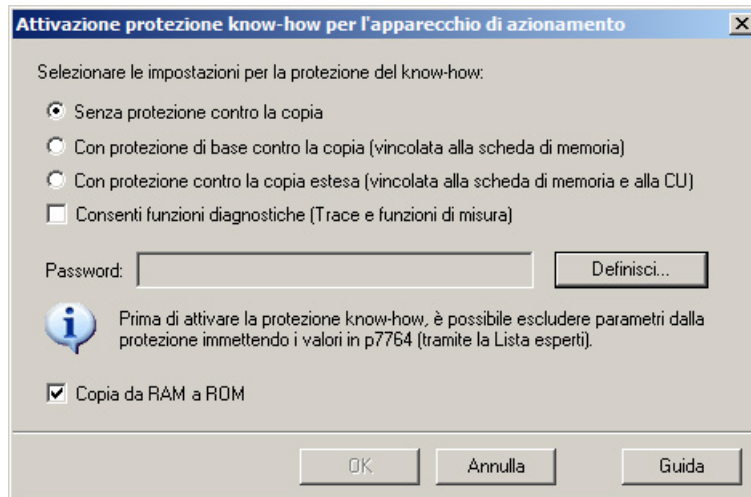 Attivazione protezione know-how per l'apparecchio di azionamento
Selezionare le impostazioni per la protezione del know-how:
Senza protezione contro la copia
Con protezione di base contro la copia (vincolata alla scheda di memoria)
Con protezione contro la copia estesa (vincolata alla scheda di memoria e alla CU)
Consenti funzioni diagnostiche (Trace e funzioni di misura)
Password: Definisci...
Prima di attivare la protezione know-how, è possibile escludere parametri dalla
protezione immettendo i valori in p7764 (tramite la Lista esperti).
Copia da RAM a ROM
OK Annulla Guida